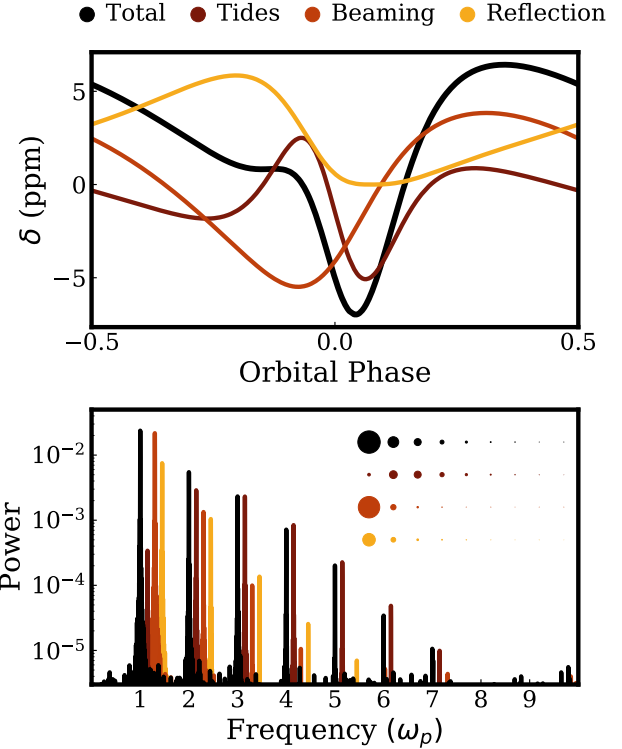 Total Tides Beaming Reflection
5
0
−5
δ (ppm)
−0.5 0.0 0.5
Orbital Phase
10⁻²
10⁻³
10⁻⁴
10⁻⁵
Power
1 2 3 4 5 6 7 8 9
Frequency (ωₚ)